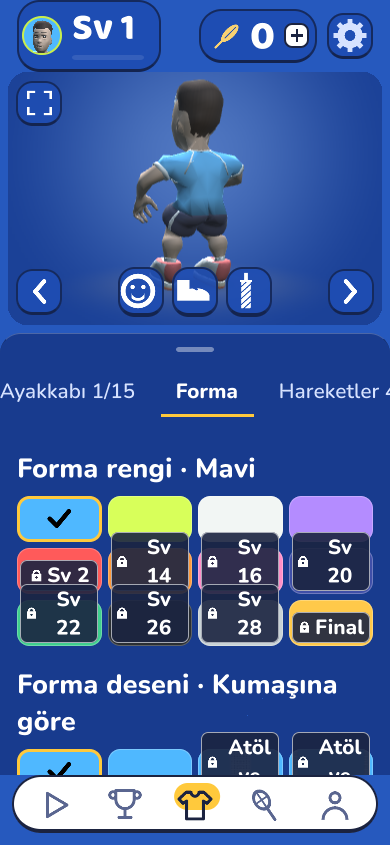 Sv 1
0
Ayakkabı 1/15
Forma
Hareketler 4
Forma rengi · Mavi
Sv 2
Sv 14
Sv 16
Sv 20
Sv 22
Sv 26
Sv 28
Final
Forma deseni · Kumaşına
göre
Atöl
Atöl